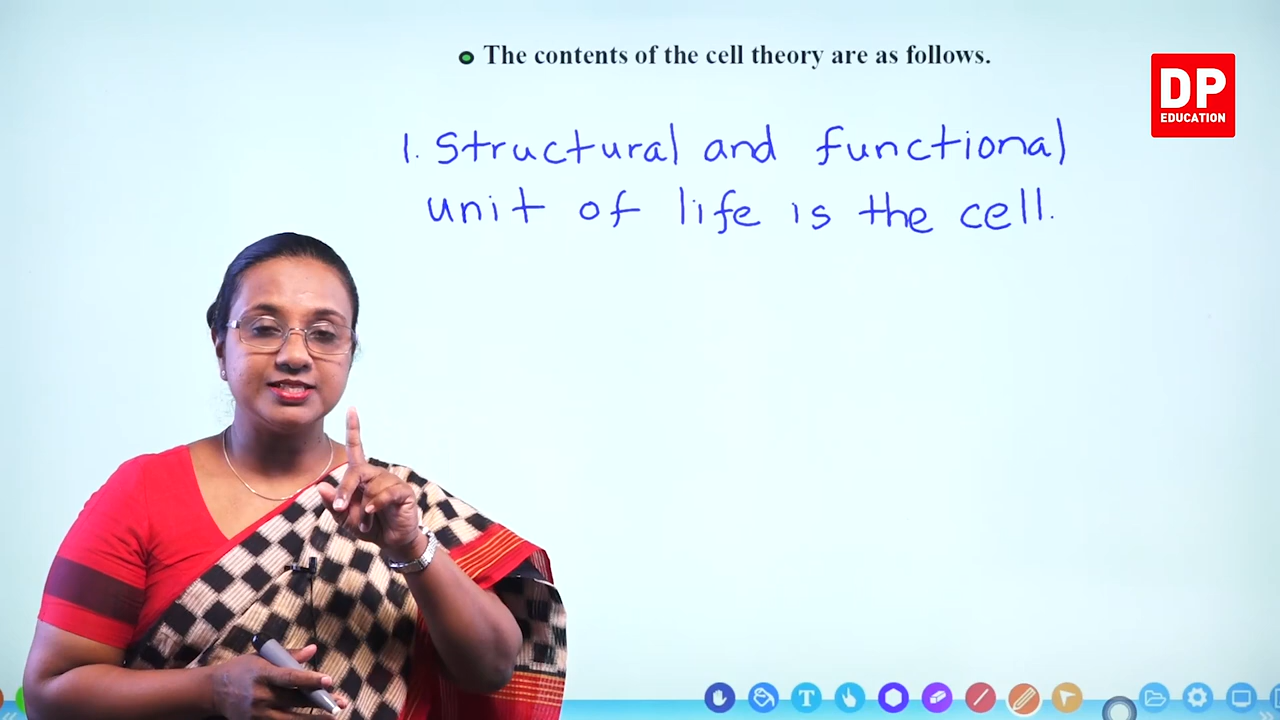 The contents of the cell theory are as follows.
DP
EDUCATION
1. Structural and functional
unit of life is the cell.